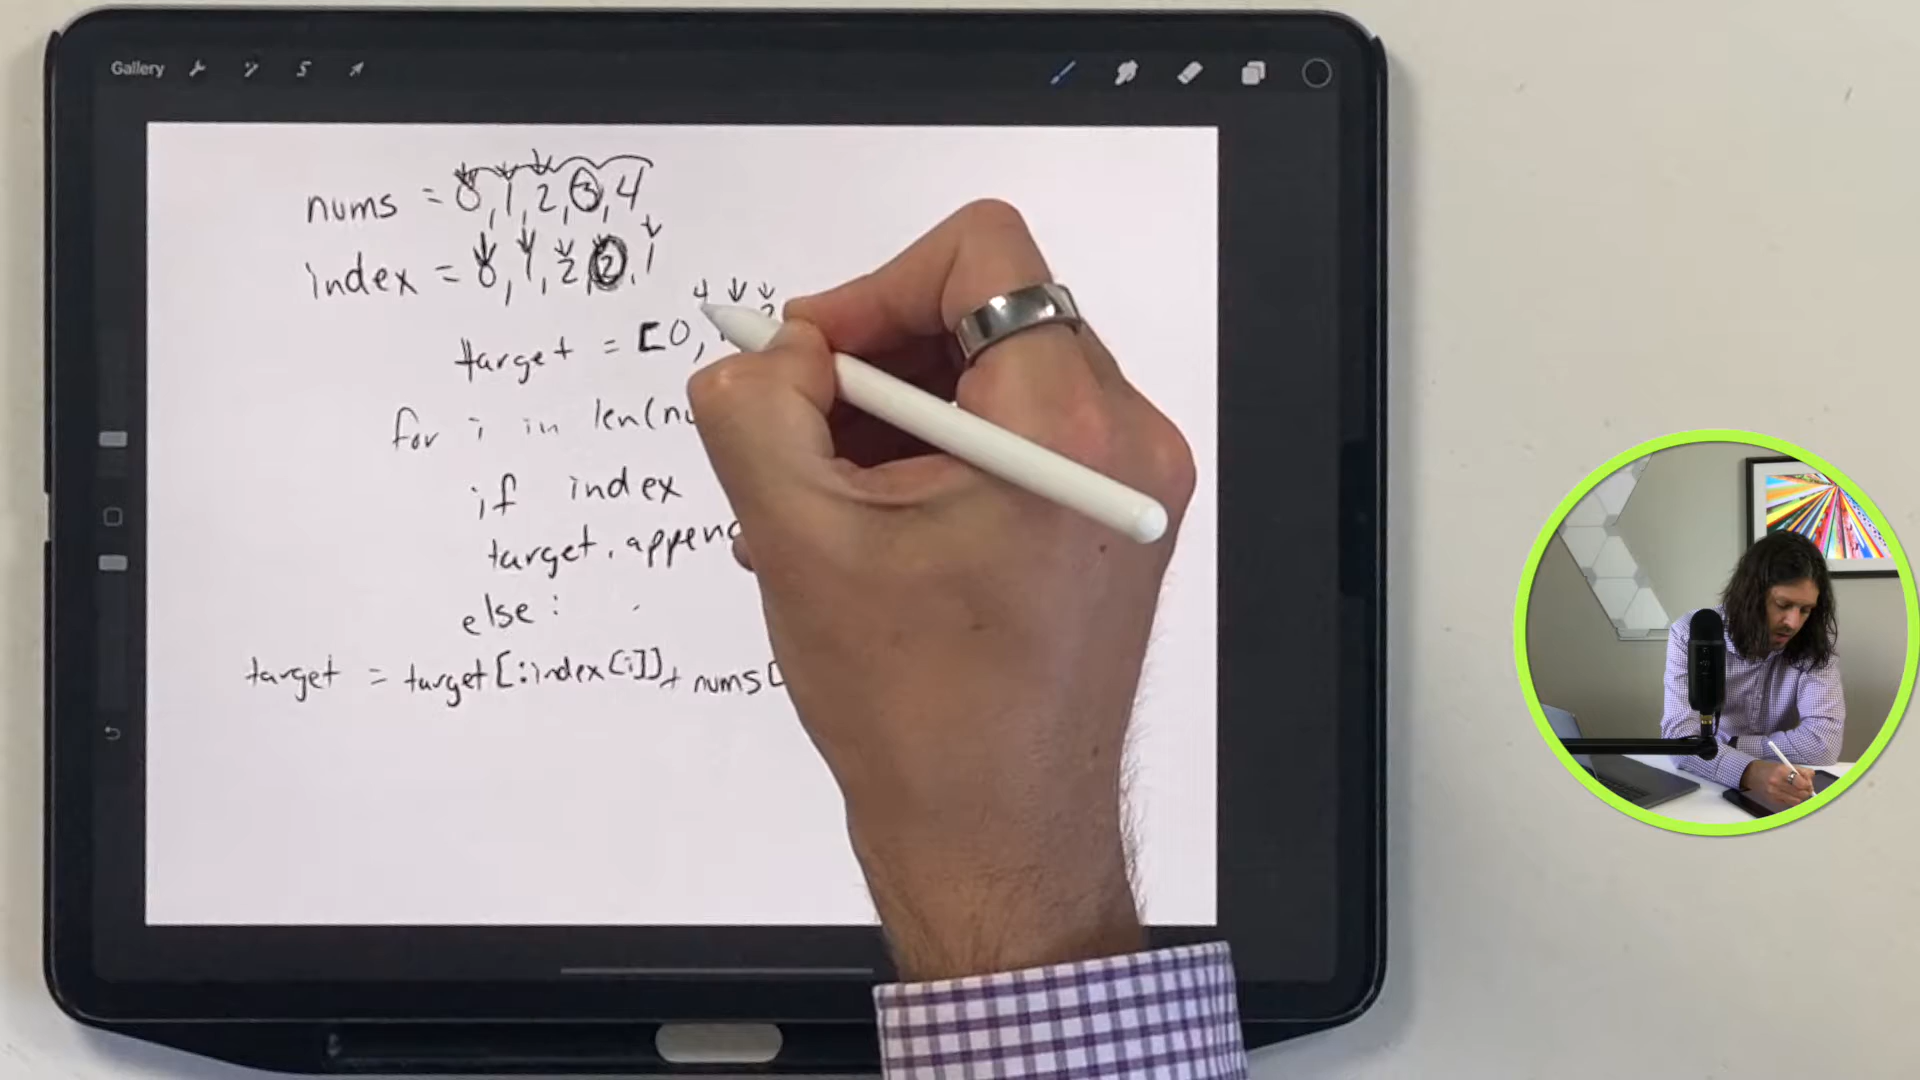 Gallery
nums = 0, 1, 2, 3, 4
index = 0, 1, 2, 2, 1
4
target = [0,
for i in len(nu
if index
target.append
else:
target = target[:index[i]]+ nums[